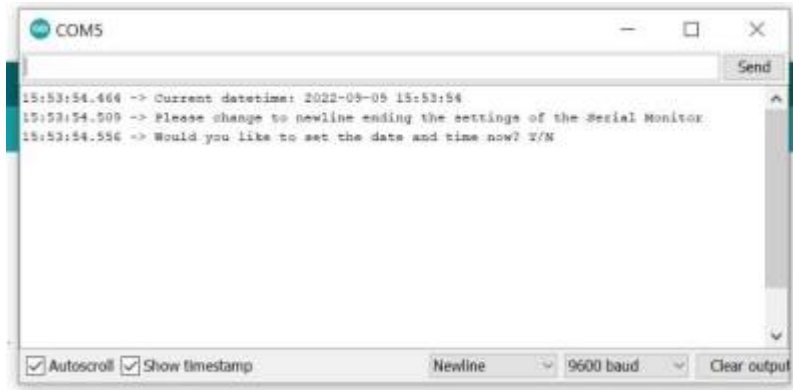 COM5
Send
15:53:54.464 -> Current datetime: 2022-09-09 15:53:54
15:53:54.509 -> Please change to newline ending the settings of the Serial Monitor
15:53:54.556 -> Would you like to set the date and time now? Y/N
Autoscroll Show timestamp Newline 9600 baud Clear output